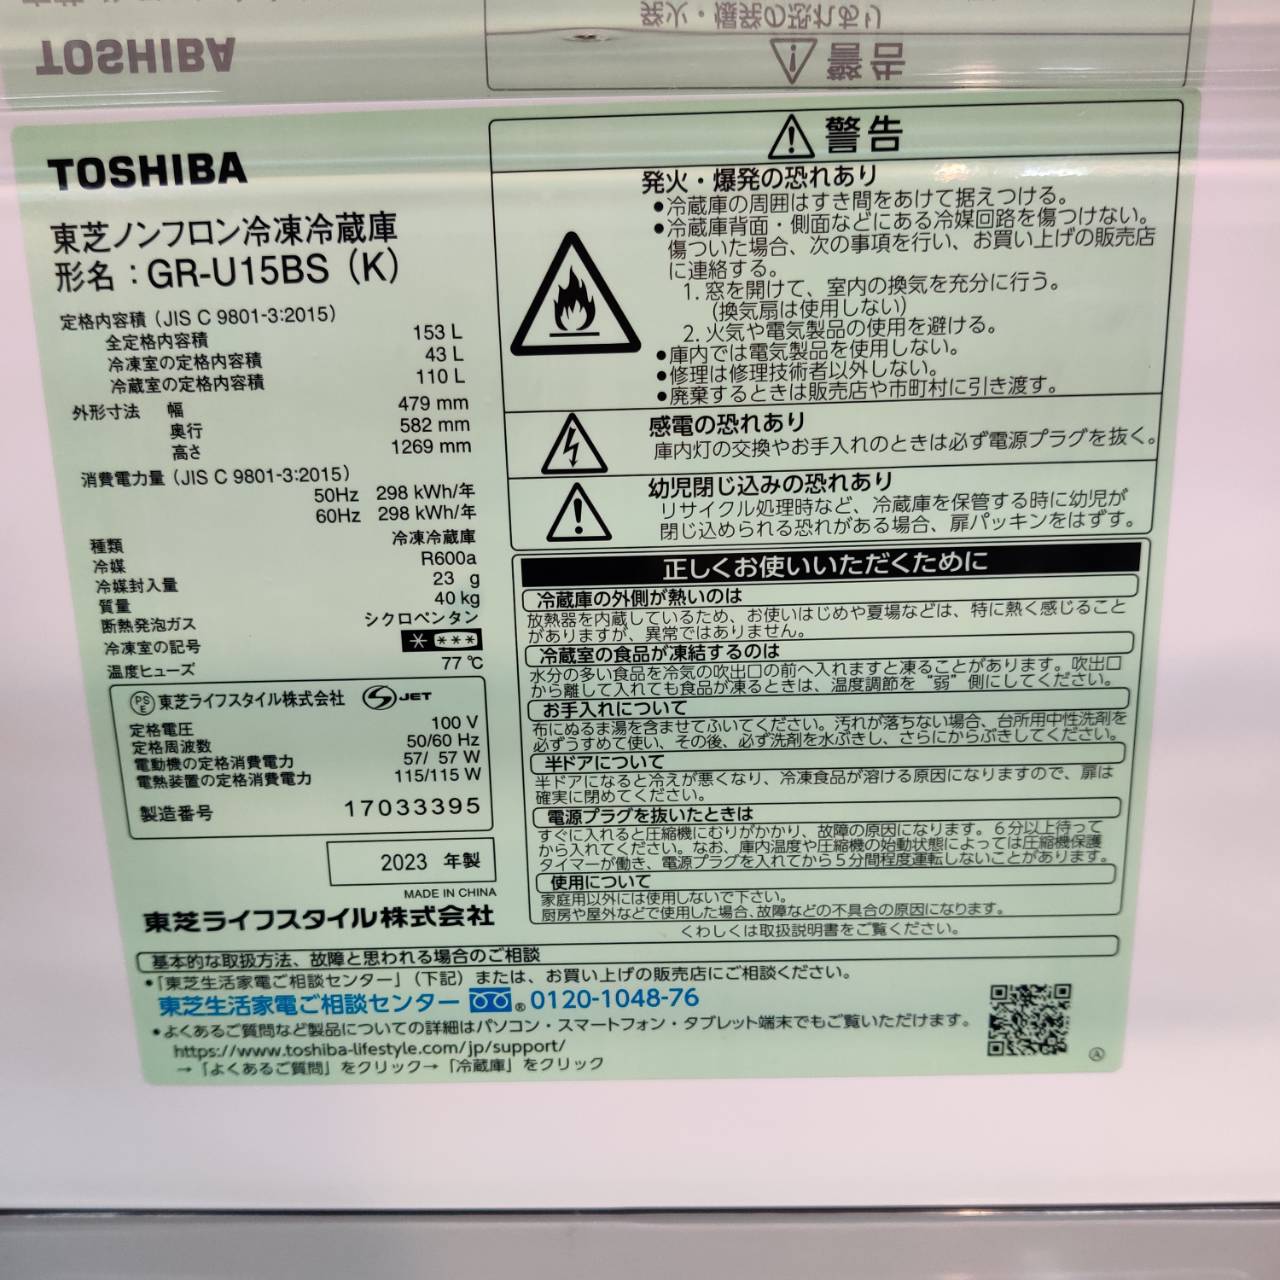 TOSHIBA
東芝ノンフロン冷凍冷蔵庫
形名：GR-U15BS (K)
定格内容積 (JIS C 9801-3:2015)
全定格内容積 153 L
冷凍室の定格内容積 43 L
冷蔵室の定格内容積 110 L
外形寸法 幅 479 mm
奥行 582 mm
高さ 1269 mm
消費電力量 (JIS C 9801-3:2015)
50Hz 298 kWh/年
60Hz 298 kWh/年
種類 冷凍冷蔵庫
冷媒 R600a
冷媒封入量 23 g
質量 40 kg
断熱発泡ガス シクロペンタン
冷凍室の記号
温度ヒューズ 77 ℃
PSE 東芝ライフスタイル株式会社 JET
定格電圧 100 V
定格周波数 50/60 Hz
電動機の定格消費電力 57/ 57 W
電熱装置の定格消費電力 115/115 W
製造番号 17033395
2023 年製
MADE IN CHINA
東芝ライフスタイル株式会社
警告
発火・爆発の恐れあり
●冷蔵庫の周囲はすき間をあけて据えつける。
●冷蔵庫背面・側面などにある冷媒回路を傷つけない。
傷ついた場合、次の事項を行い、お買い上げの販売店
に連絡する。
1. 窓を開けて、室内の換気を充分に行う。
(換気扇は使用しない)
2. 火気や電気製品の使用を避ける。
●庫内では電気製品を使用しない。
●修理は修理技術者以外しない。
●廃棄するときは販売店や市町村に引き渡す。
感電の恐れあり
庫内灯の交換やお手入れのときは必ず電源プラグを抜く。
幼児閉じ込みの恐れあり
リサイクル処理時など、冷蔵庫を保管する時に幼児が
閉じ込められる恐れがある場合、扉パッキンをはずす。
正しくお使いいただくために
冷蔵庫の外側が熱いのは
放熱器を内蔵しているため、お使いはじめや夏場などは、特に熱く感じること
がありますが、異常ではありません。
冷蔵室の食品が凍結するのは
水分の多い食品を冷気の吹出口の前へ入れますと凍ることがあります。吹出口
から離して入れても食品が凍るときは、温度調節を“弱”側にしてください。
お手入れについて
布にぬるま湯を含ませてふいてください。汚れが落ちない場合、台所用中性洗剤を
必ずうすめて使い、その後、必ず洗剤を水ぶきし、さらにからぶきしてください。
半ドアについて
半ドアになると冷えが悪くなり、冷凍食品が溶ける原因になりますので、扉は
確実に閉めてください。
電源プラグを抜いたときは
すぐに入れると圧縮機にむりがかかり、故障の原因になります。6分以上待って
から入れてください。なお、庫内温度や圧縮機の始動状態によっては圧縮機保護
タイマーが働き、電源プラグを入れてから5分間程度運転しないことがあります。
使用について
家庭用以外には使用しないで下さい。
厨房や屋外などで使用した場合、故障などの不具合の原因になります。
くわしくは取扱説明書をご覧ください。
基本的な取扱方法、故障と思われる場合のご相談
●「東芝生活家電ご相談センター」(下記) または、お買い上げの販売店にご相談ください。
東芝生活家電ご相談センター ® 0120-1048-76
●よくあるご質問など製品についての詳細はパソコン・スマートフォン・タブレット端末でもご覧いただけます。
https://www.toshiba-lifestyle.com/jp/support/
→「よくあるご質問」をクリック→「冷蔵庫」をクリック
Ⓐ